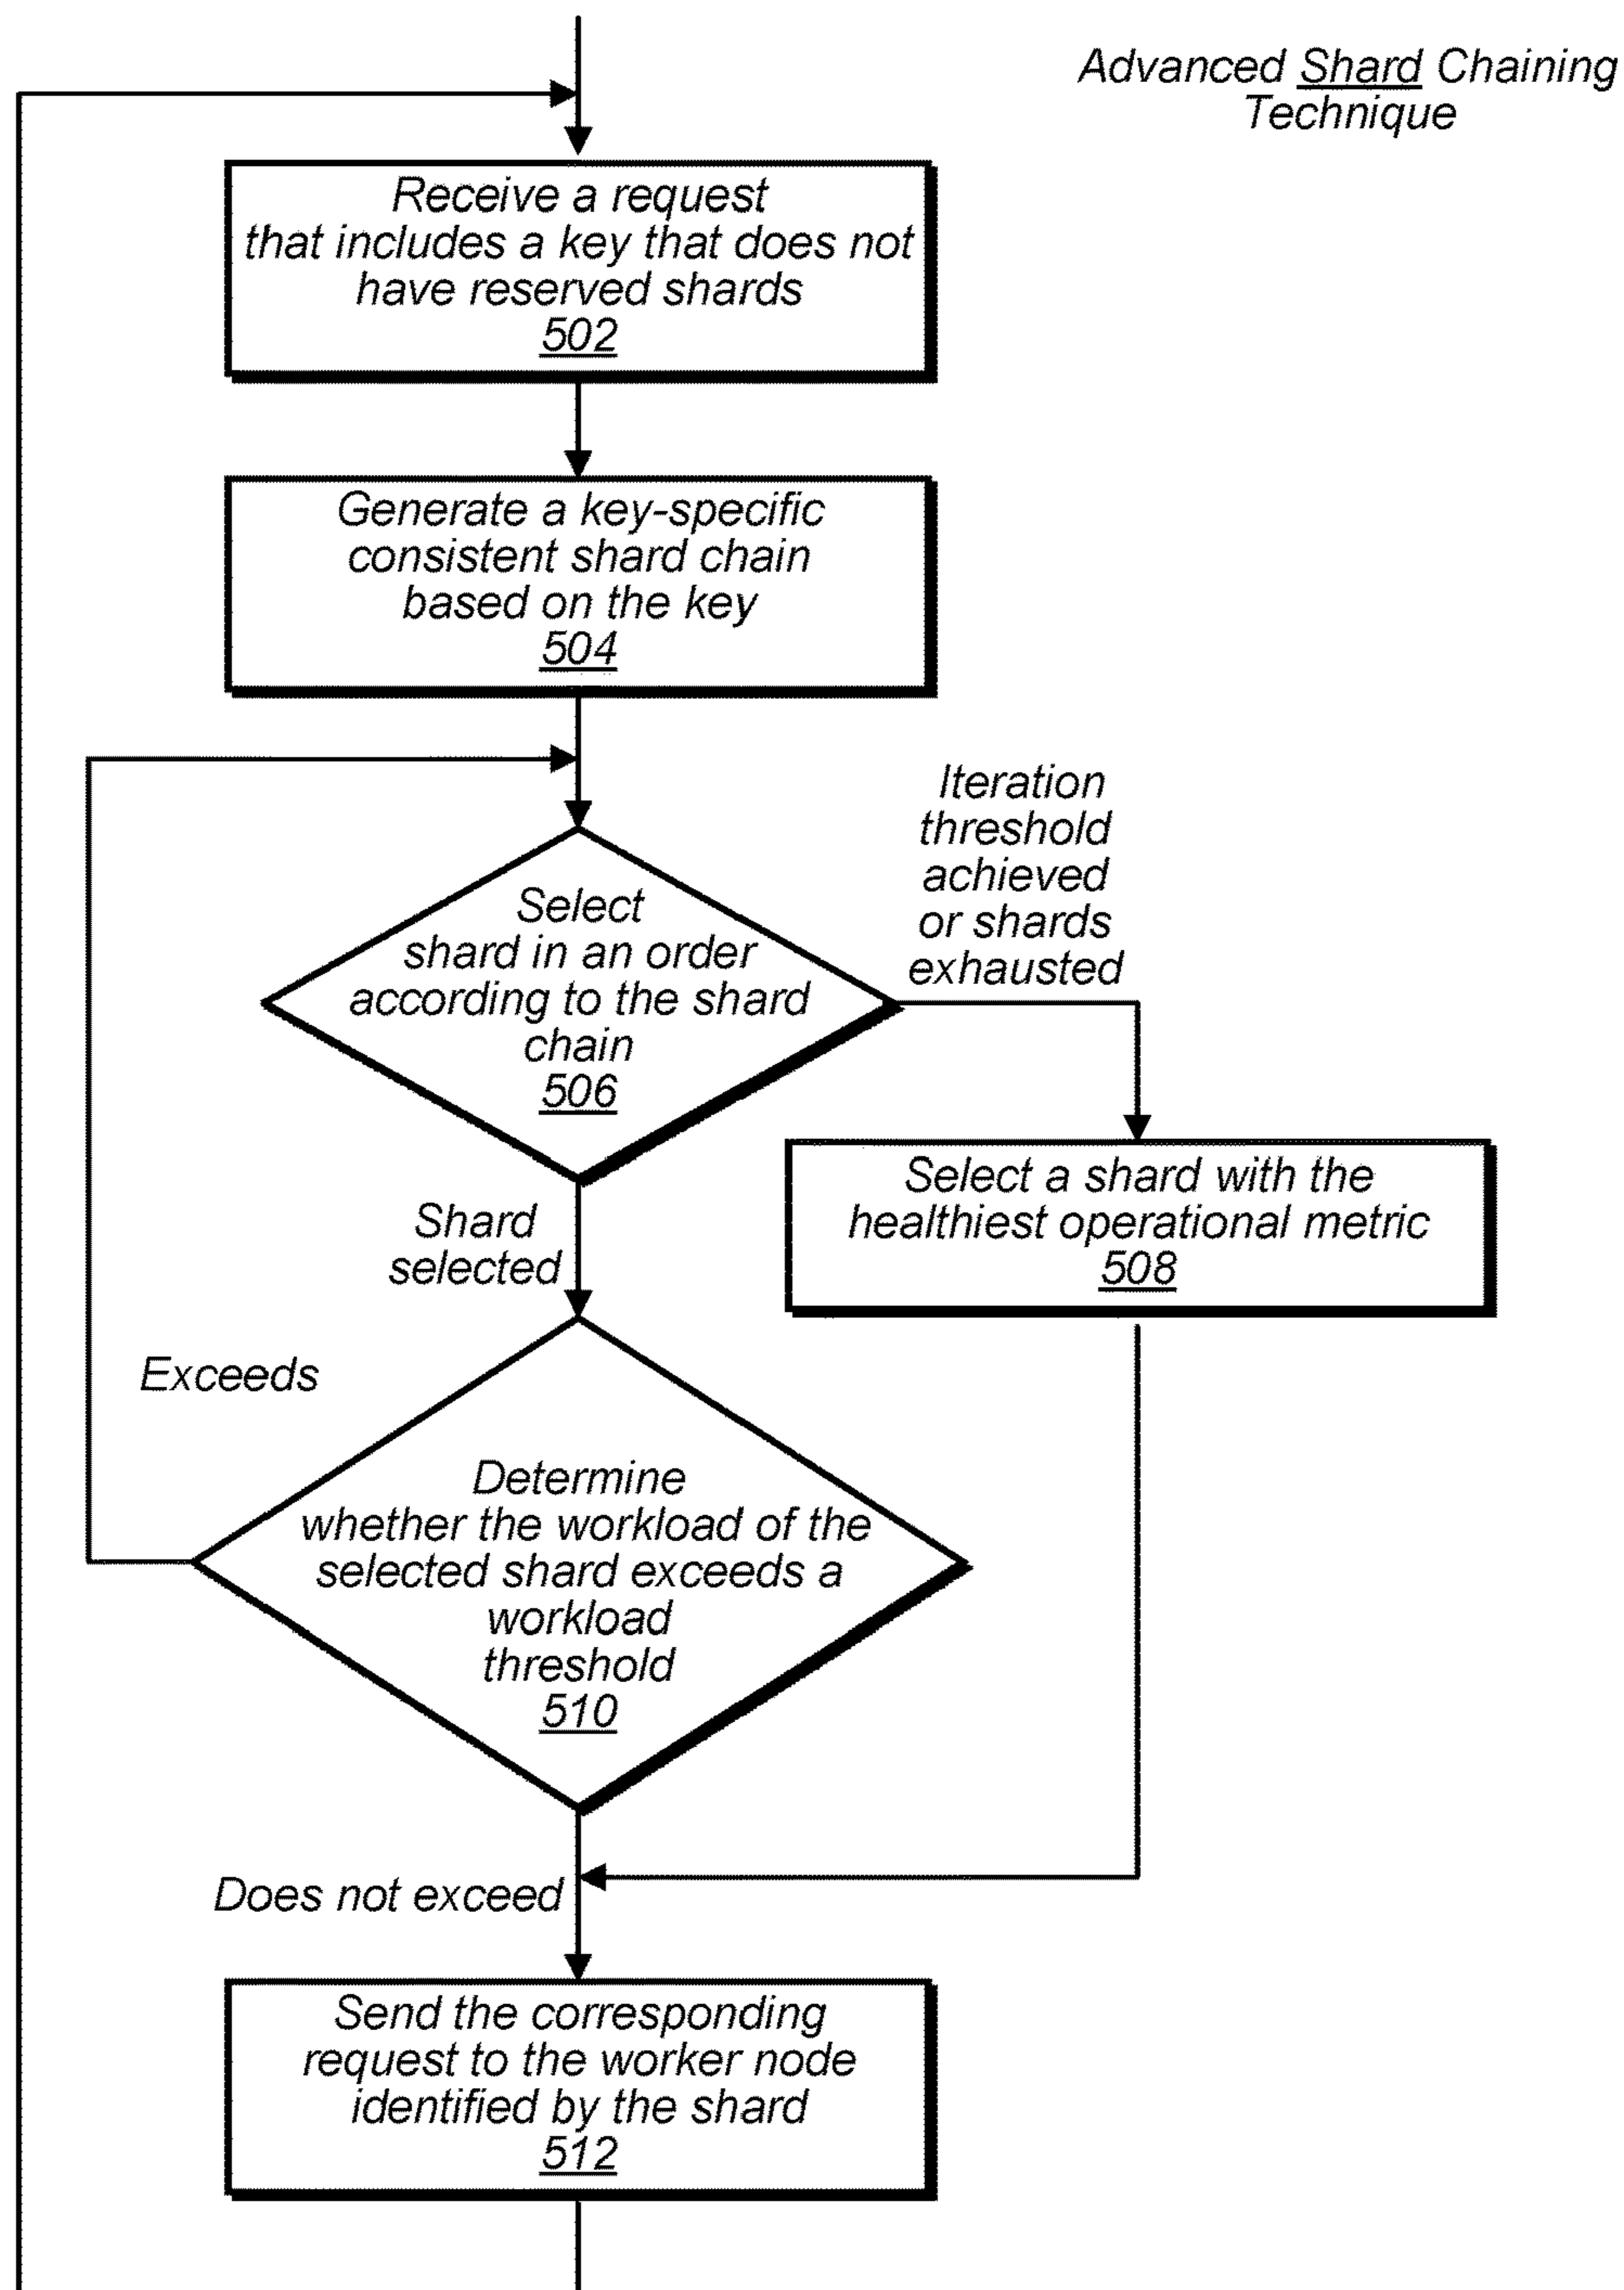 Advanced Shard Chaining
Technique
Receive a request
that includes a key that does not
have reserved shards
502
Generate a key-specific
consistent shard chain
based on the key
504
Iteration
threshold
achieved
or shards
exhausted
Select
shard in an order
according to the shard
chain
506
Select a shard with the
healthiest operational metric
508
Shard
selected
Exceeds
Determine
whether the workload of the
selected shard exceeds a
workload
threshold
510
Does not exceed
Send the corresponding
request to the worker node
identified by the shard
512